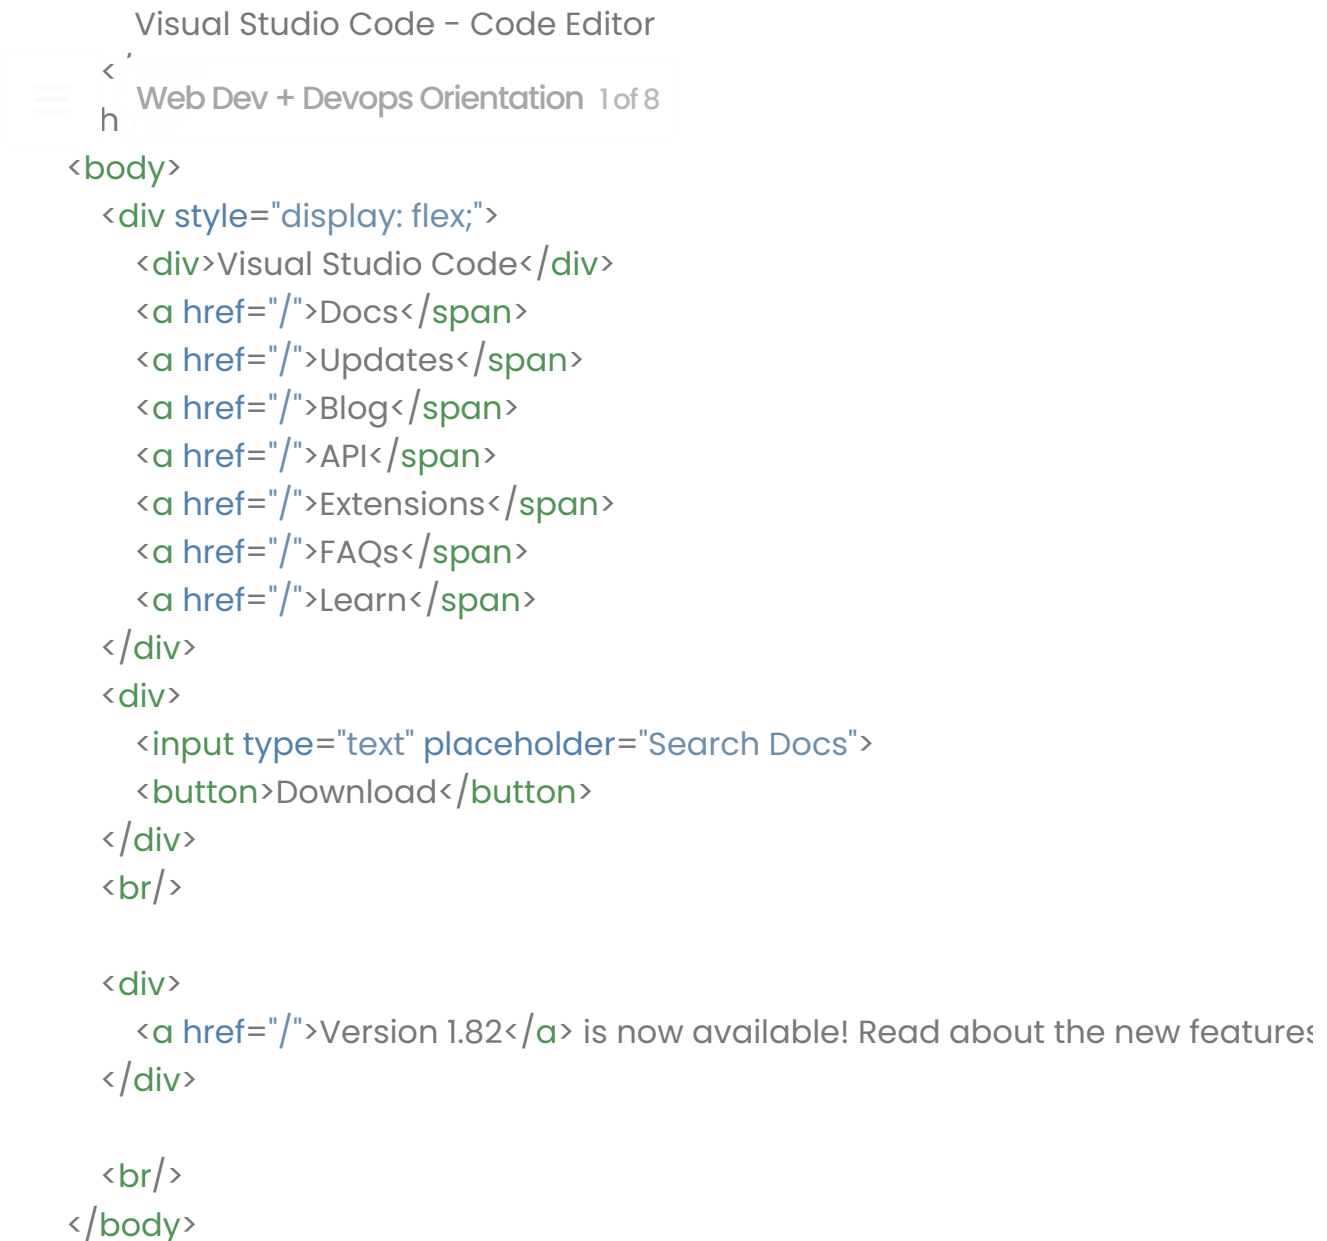 Visual Studio Code - Code Editor
<
Web Dev + Devops Orientation 1 of 8
h
<body>
<div style="display: flex;">
<div>Visual Studio Code</div>
<a href="/">Docs</span>
<a href="/">Updates</span>
<a href="/">Blog</span>
<a href="/">API</span>
<a href="/">Extensions</span>
<a href="/">FAQs</span>
<a href="/">Learn</span>
</div>
<div>
<input type="text" placeholder="Search Docs">
<button>Download</button>
</div>
<br/>
<div>
<a href="/">Version 1.82</a> is now available! Read about the new features
</div>
<br/>
</body>